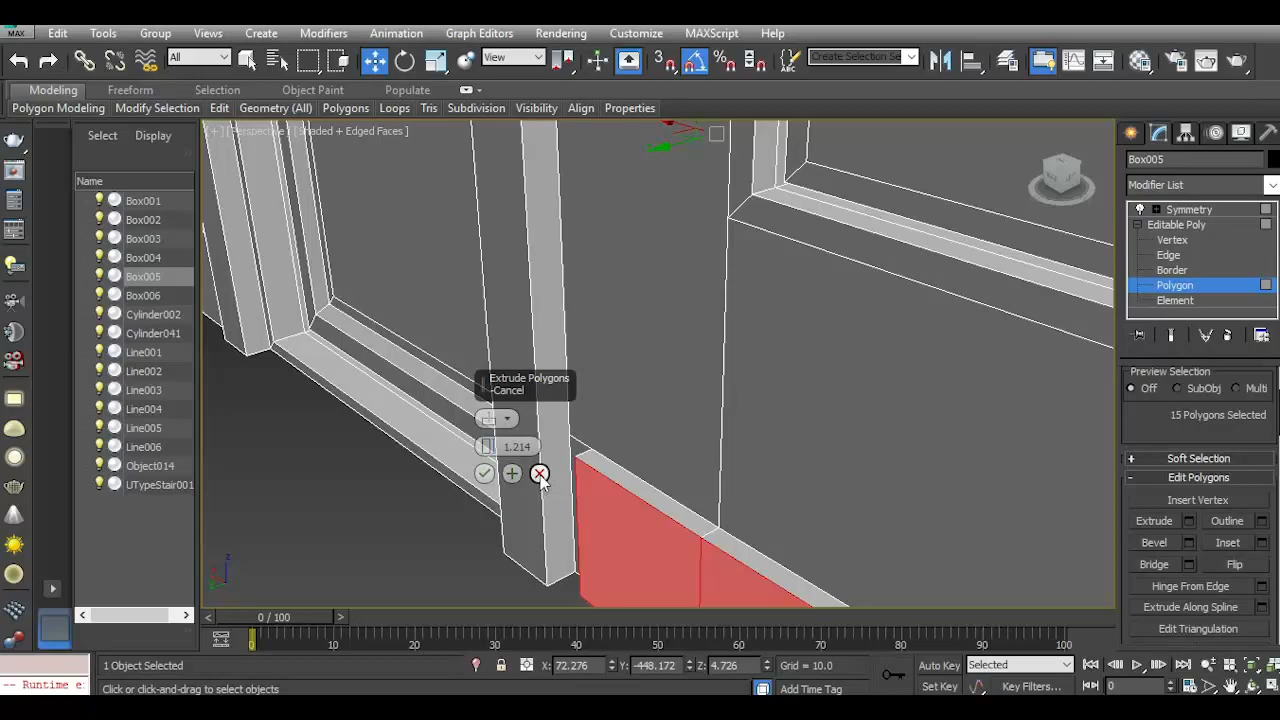 MAX Edit Tools Group Views Create Modifiers Animation Graph Editors Rendering Customize MAXScript Help
All View 3 Create Selection Se
Modeling Freeform Selection Object Paint Populate
Polygon Modeling Modify Selection Edit Geometry (All) Polygons Loops Tris Subdivision Visibility Align Properties
Select Display
[+] [Perspective] [Shaded + Edged Faces ]
Name
Box001
Box002
Box003
Box004
Box005
Box006
Cylinder002
Cylinder041
Line001
Line002
Line003
Line004
Line005
Line006
Object014
UTypeStair001
Extrude Polygons
-Cancel
1.214
Box005
Modifier List
Symmetry
Editable Poly
Vertex
Edge
Border
Polygon
Element
Preview Selection
Off SubObj Multi
15 Polygons Selected
+ Soft Selection
- Edit Polygons
Insert Vertex
Extrude Outline
Bevel Inset
Bridge Flip
Hinge From Edge
Extrude Along Spline
Edit Triangulation
< 0 / 100 >
0 10 20 30 40 50 60 70 80 90 100
1 Object Selected X: 72.276 Y: -448.172 Z: 4.726 Grid = 10.0 Auto Key Selected
-- Runtime e Click or click-and-drag to select objects Add Time Tag Set Key Key Filters... 0